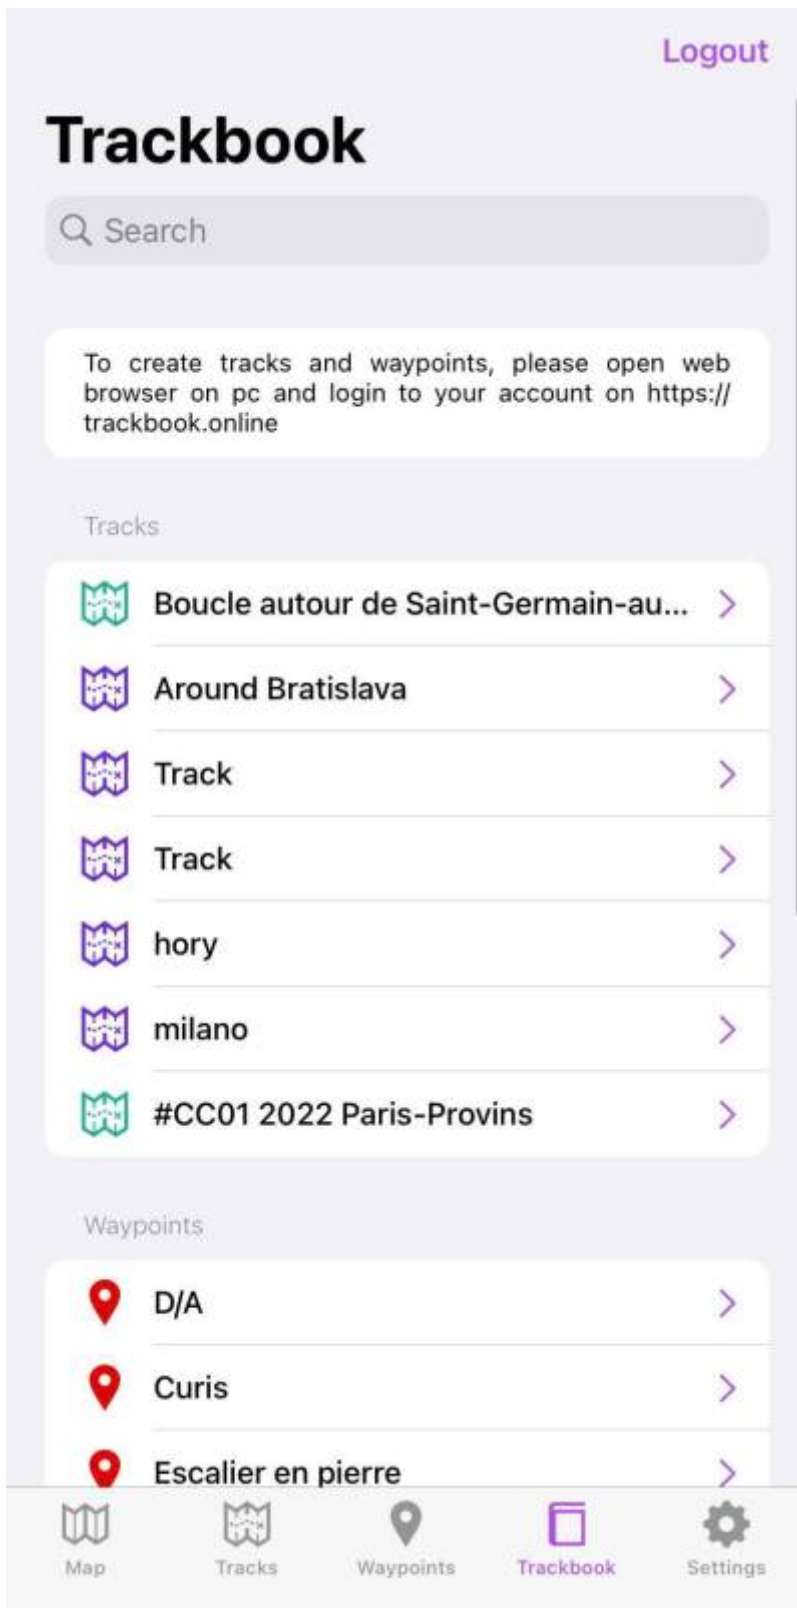 Logout
Trackbook
Search
To create tracks and waypoints, please open web
browser on pc and login to your account on https://
trackbook.online
Tracks
Boucle autour de Saint-Germain-au...
Around Bratislava
Track
Track
hory
milano
#CC01 2022 Paris-Provins
Waypoints
D/A
Curis
Escalier en pierre
Map Tracks Waypoints Trackbook Settings